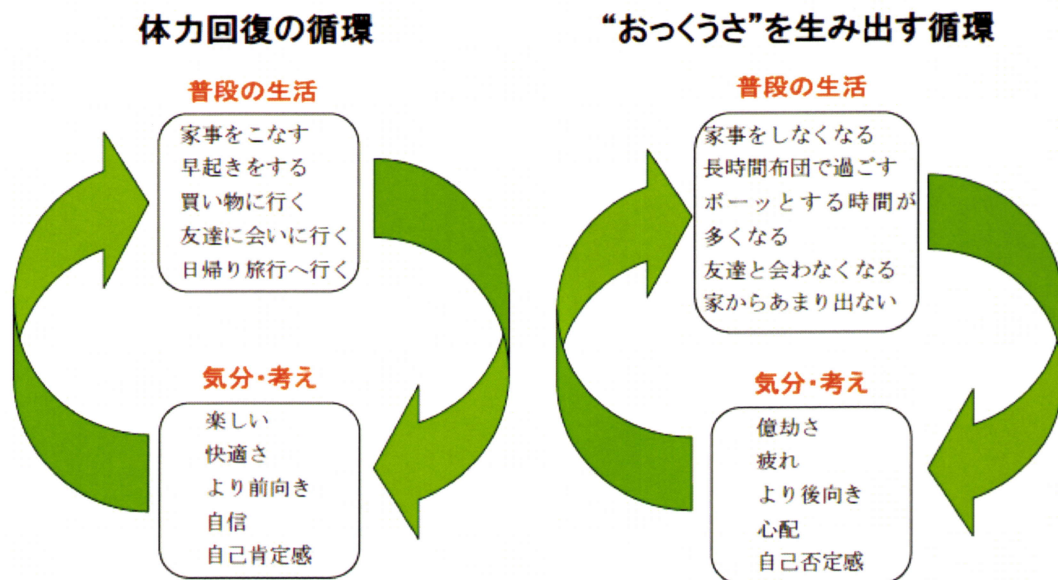 体力回復の循環
普段の生活
家事をこなす
早起きをする
買い物に行く
友達に会いに行く
日帰り旅行へ行く
気分・考え
楽しい
快適さ
より前向き
自信
自己肯定感
“おっくうさ”を生み出す循環
普段の生活
家事をしなくなる
長時間布団で過ごす
ボーッとする時間が
多くなる
友達と会わなくなる
家からあまり出ない
気分・考え
億劫さ
疲れ
より後向き
心配
自己否定感